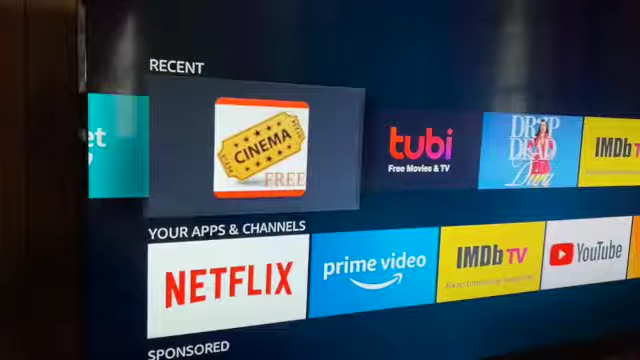 RECENT
et
CINEMA
FREE
tubi
Free Movies & TV
DROP
DEAD
Diva
IMDb T
YOUR APPS & CHANNELS
NETFLIX
prime video
IMDb TV
YouTube
SPONSORED